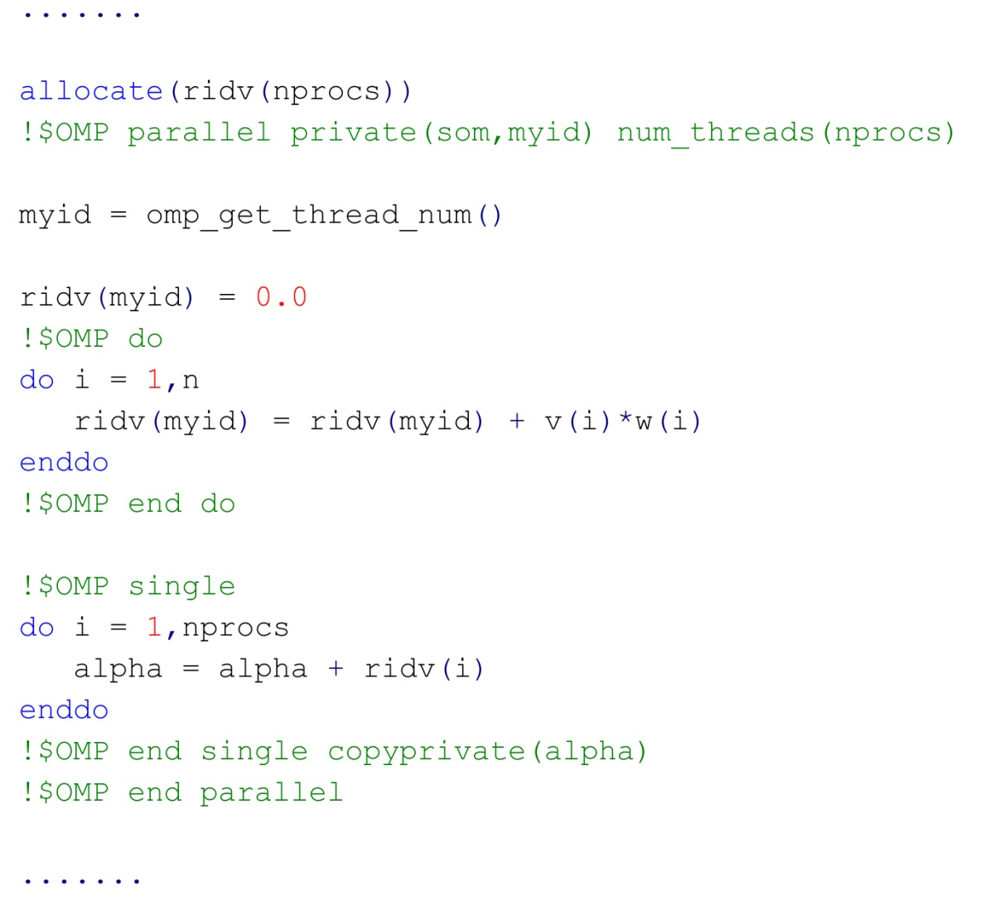 .......
allocate(ridv(nprocs))
!$OMP parallel private(som,myid) num_threads(nprocs)
myid = omp_get_thread_num()
ridv(myid) = 0.0
!$OMP do
do i = 1,n
   ridv(myid) = ridv(myid) + v(i)*w(i)
enddo
!$OMP end do
!$OMP single
do i = 1,nprocs
   alpha = alpha + ridv(i)
enddo
!$OMP end single copyprivate(alpha)
!$OMP end parallel
.......